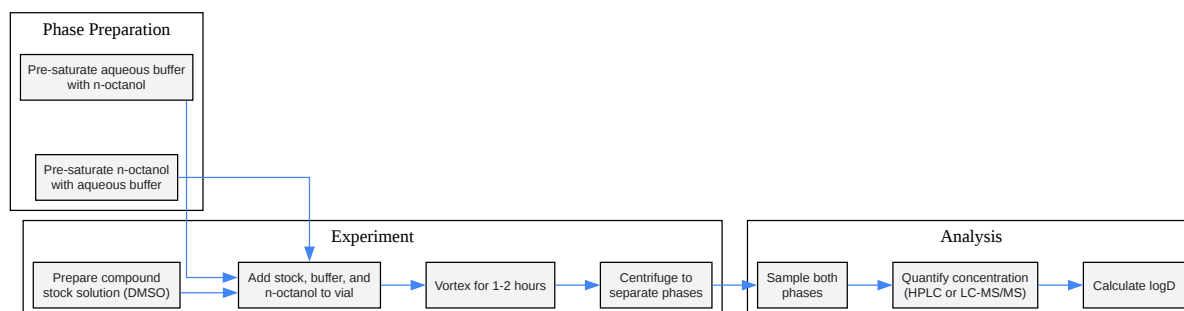 Phase Preparation
Pre-saturate aqueous buffer
with n-octanol
Pre-saturate n-octanol
with aqueous buffer
Experiment
Prepare compound
stock solution (DMSO)
Add stock, buffer, and
n-octanol to vial
Vortex for 1-2 hours
Centrifuge to
separate phases
Analysis
Sample both
phases
Quantify concentration
(HPLC or LC-MS/MS)
Calculate logD